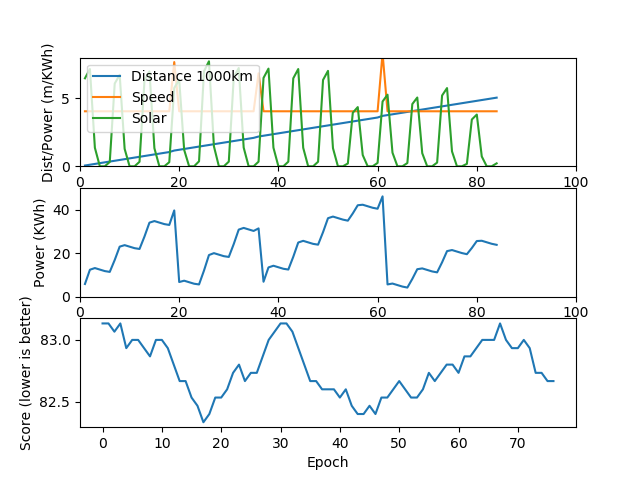 Dist/Power (m/KWh)
5
0
Distance 1000km
Speed
Solar
0 20 40 60 80 100
Power (KWh)
40
20
0
0 20 40 60 80 100
Score (lower is better)
83.0
82.5
0 10 20 30 40 50 60 70
Epoch